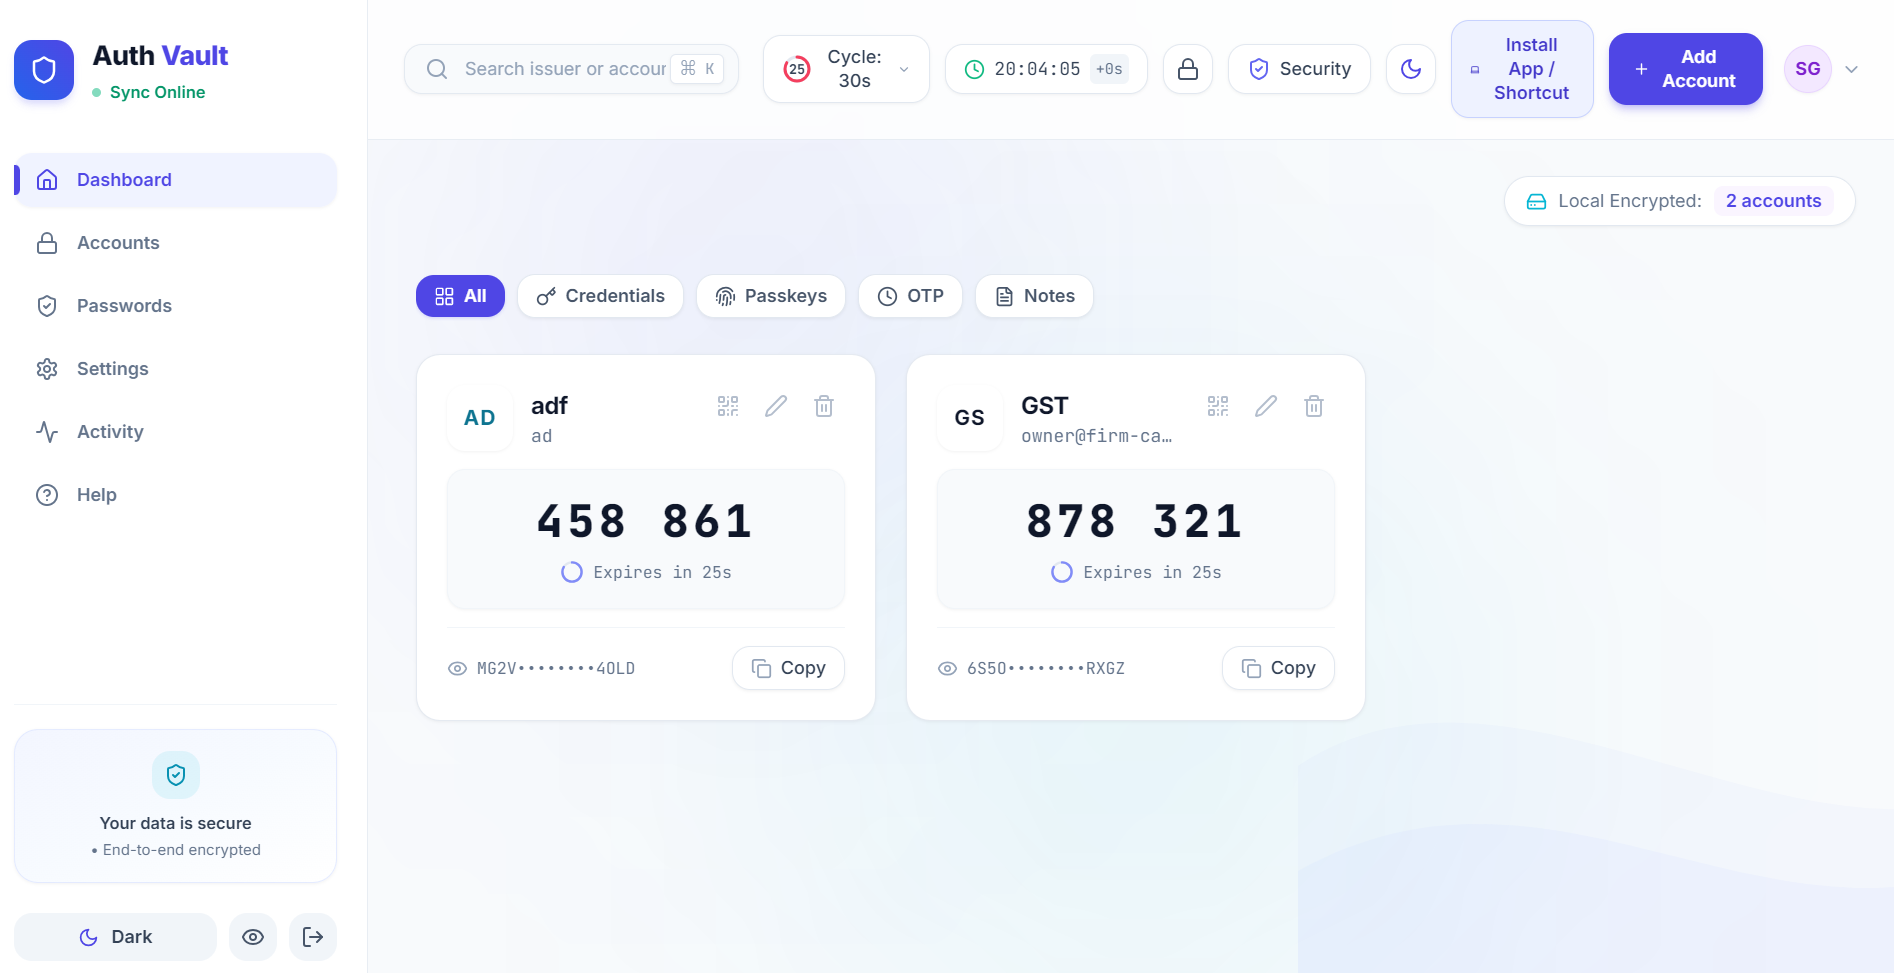 Auth Vault
Sync Online
Dashboard
Accounts
Passwords
Settings
Activity
Help
Your data is secure
• End-to-end encrypted
Dark
Search issuer or accour
⌘ K
25
Cycle:
30s
20:04:05
+0s
Security
Install
App /
Shortcut
+ Add
Account
SG
Local Encrypted: 2 accounts
All
Credentials
Passkeys
OTP
Notes
AD
adf
ad
458 861
Expires in 25s
MG2V••••••••4OLD
Copy
GS
GST
owner@firm-ca…
878 321
Expires in 25s
6S5O••••••••RXGZ
Copy